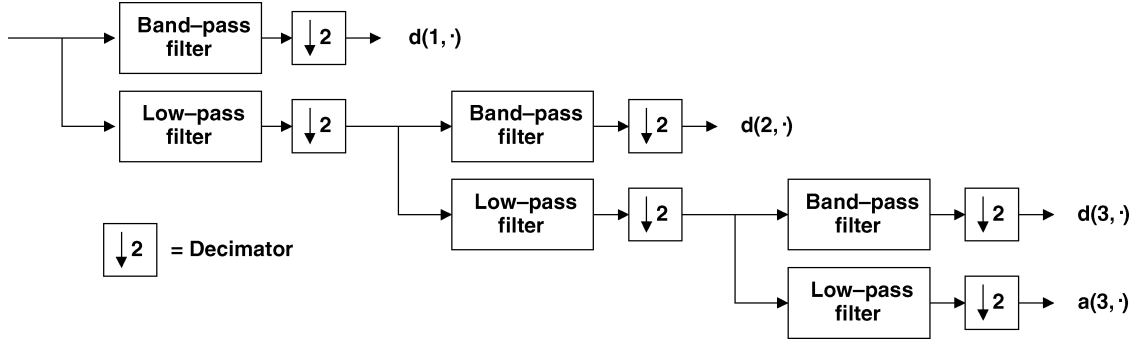 Band–pass
filter
2
d(1,·)
Low–pass
filter
2
Band–pass
filter
2
d(2,·)
Low–pass
filter
2
Band–pass
filter
2
d(3,·)
2 = Decimator
Low–pass
filter
2
a(3,·)